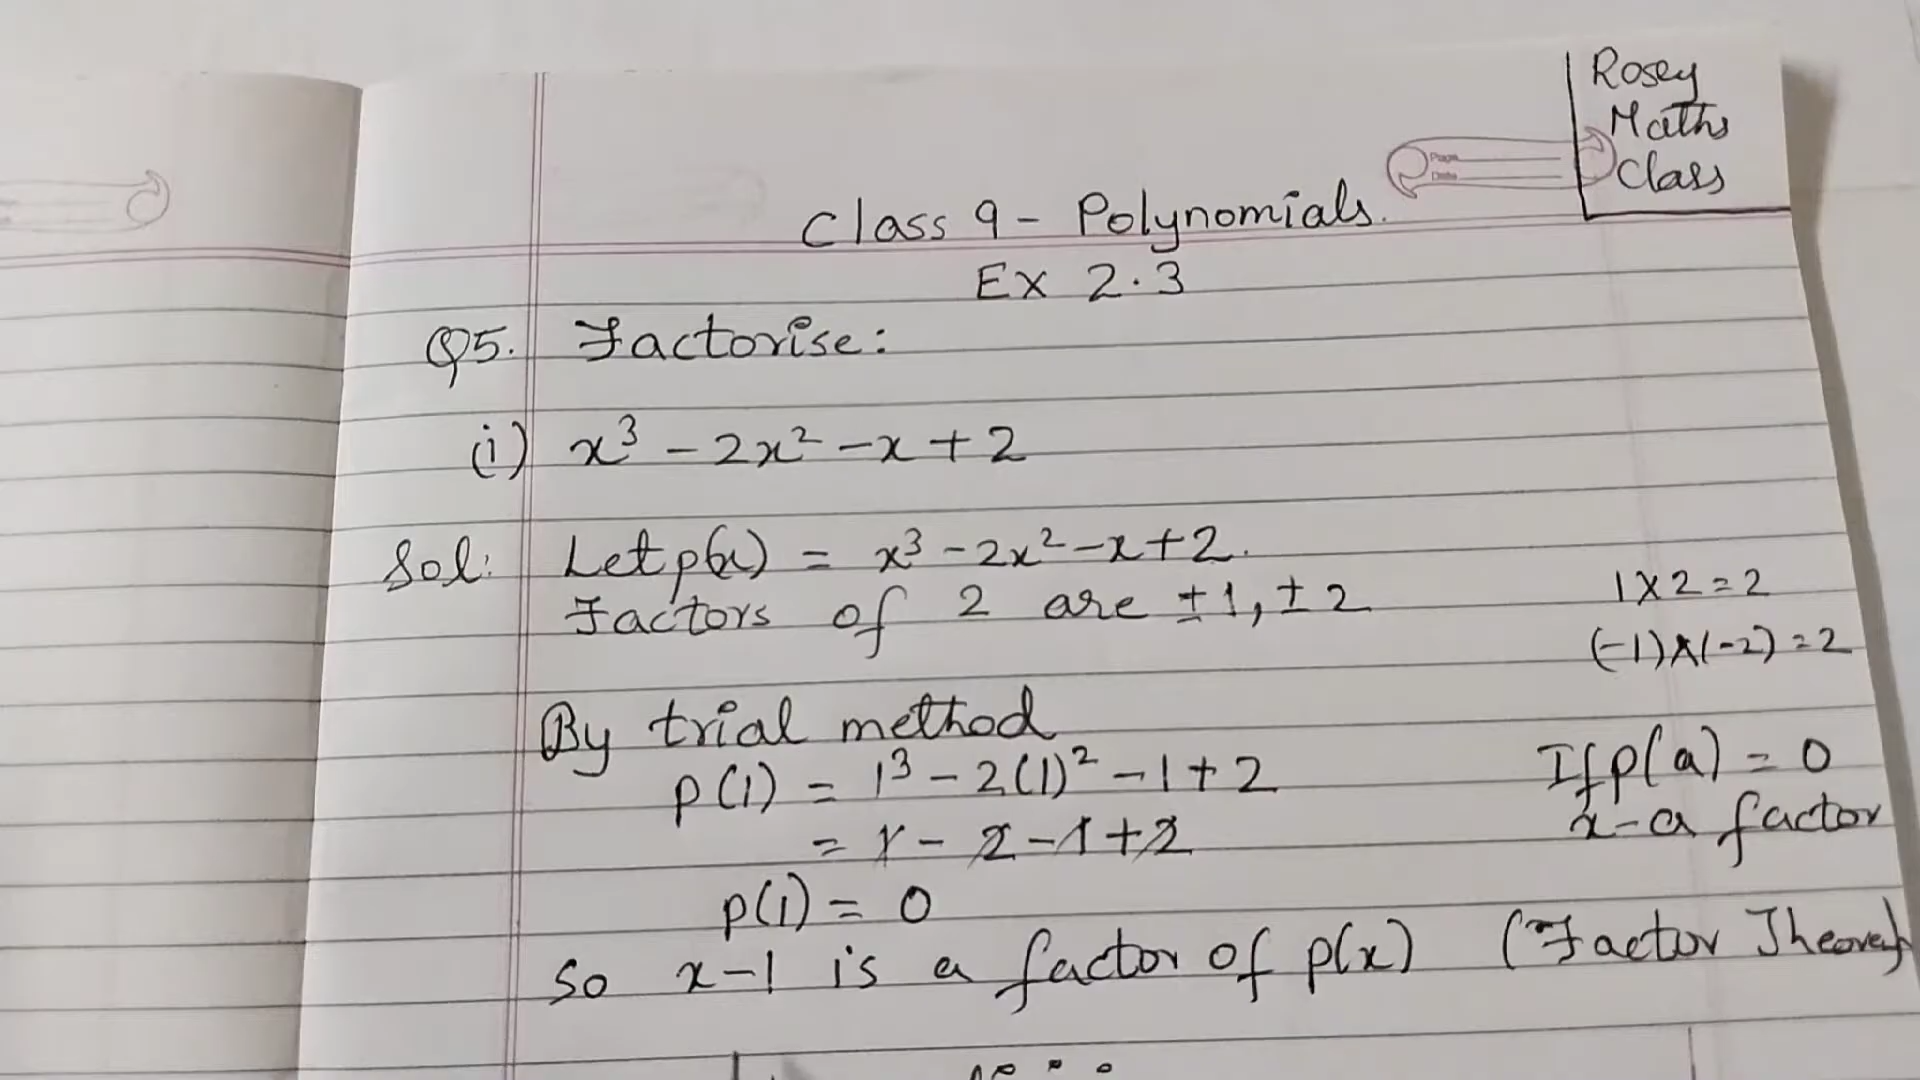 Rosey
Maths
Class
Page
Date
Class 9 - Polynomials.
Ex 2.3
Q5. Factorise:
(i) x³ - 2x² - x + 2
Sol: Let p(x) = x³ - 2x² - x + 2.
Factors of 2 are ±1, ±2
1 X 2 = 2
(-1) X (-2) = 2
By trial method
p(1) = 1³ - 2(1)² - 1 + 2
= 1 - 2 - 1 + 2
p(1) = 0
If p(a) = 0
x-a factor
So x-1 is a factor of p(x) (Factor Theorem)